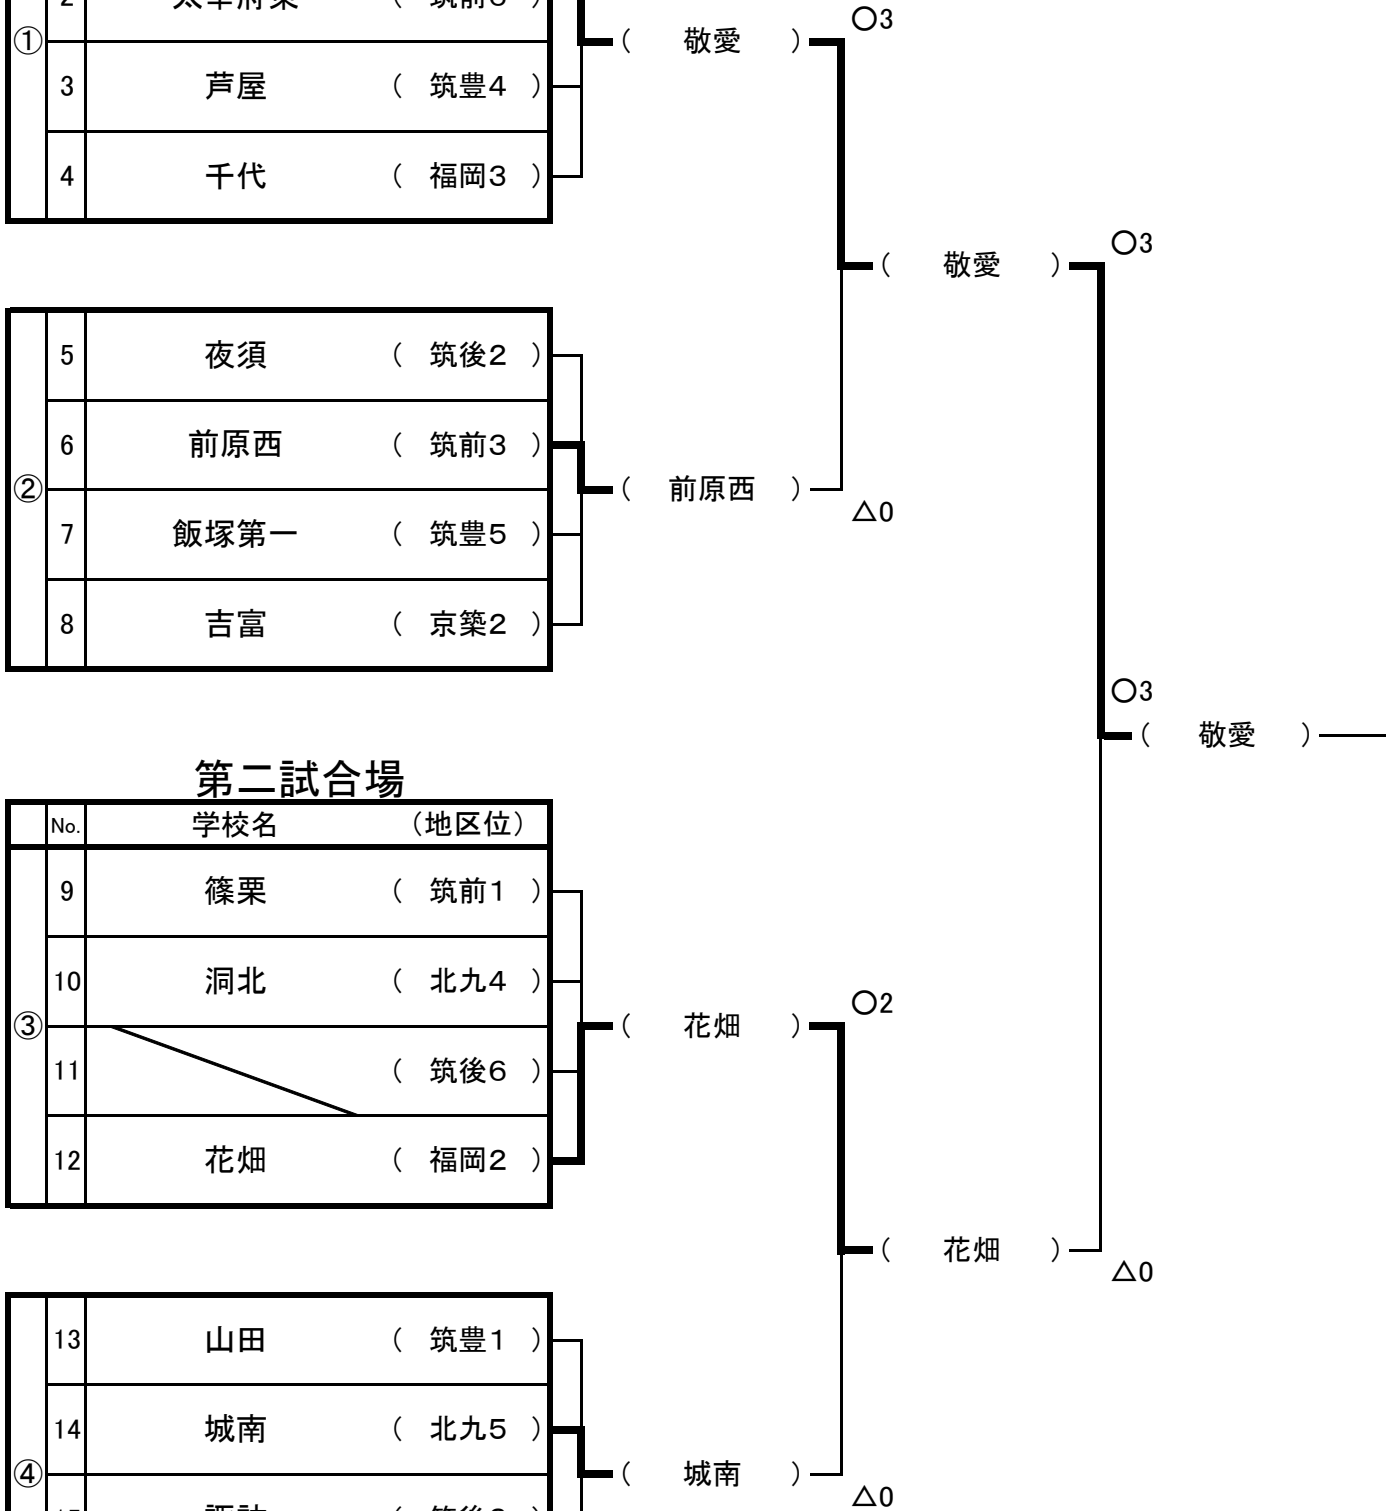 ○3
① ( 敬愛 )
3 芦屋 ( 筑豊4 )
4 千代 ( 福岡3 )
○3
( 敬愛 )
5 夜須 ( 筑後2 )
6 前原西 ( 筑前3 )
② ( 前原西 )
△0
7 飯塚第一 ( 筑豊5 )
8 吉富 ( 京築2 )
○3
( 敬愛 )
第二試合場
No. 学校名 (地区位)
9 篠栗 ( 筑前1 )
10 洞北 ( 北九4 )
○2
③ ( 花畑 )
11 ( 筑後6 )
12 花畑 ( 福岡2 )
( 花畑 )
△0
13 山田 ( 筑豊1 )
14 城南 ( 北九5 )
④ ( 城南 )
△0